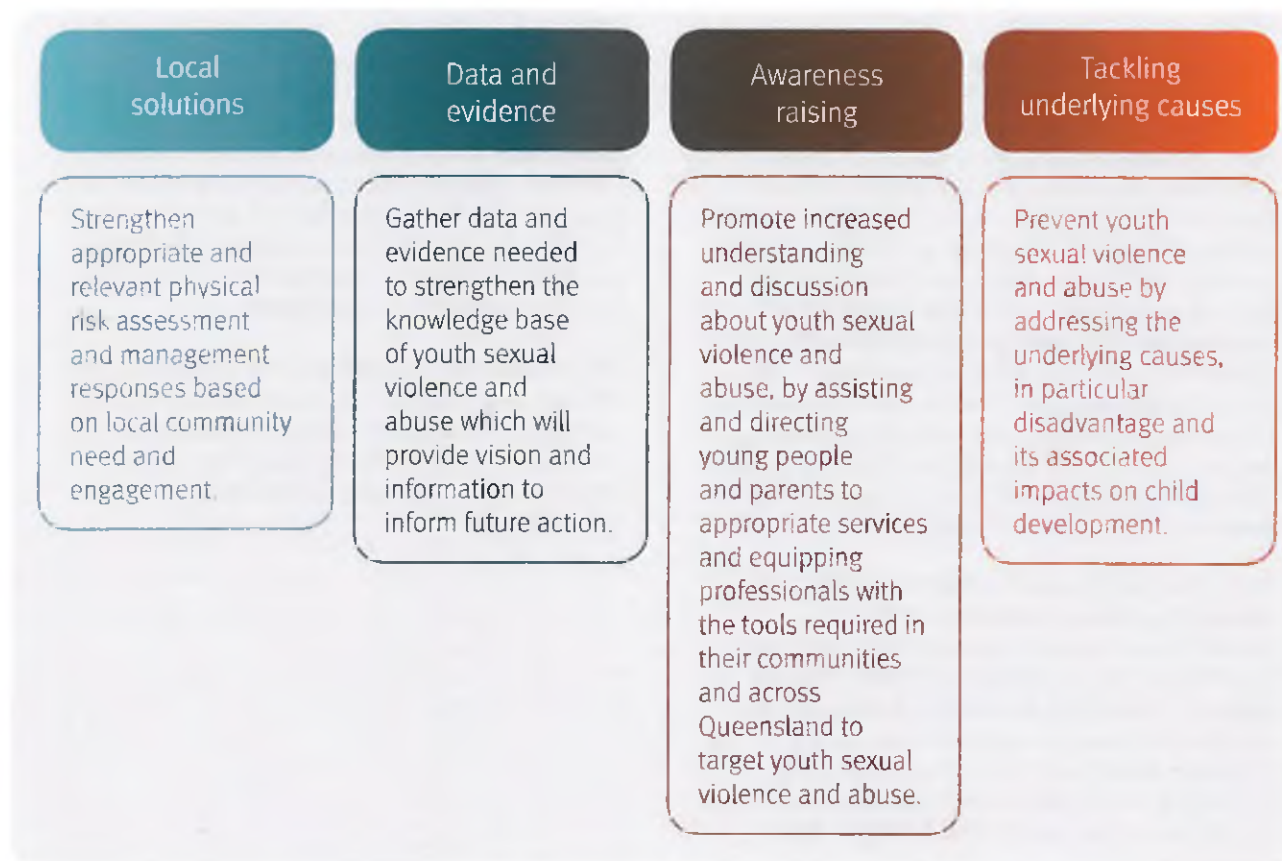 Local
solutions
Strengthen
appropriate and
relevant physical
risk assessment
and management
responses based
on local community
need and
engagement.
Data and
evidence
Gather data and
evidence needed
to strengthen the
knowledge base
of youth sexual
violence and
abuse which will
provide vision and
information to
inform future action.
Awareness
raising
Promote increased
understanding
and discussion
about youth sexual
violence and
abuse, by assisting
and directing
young people
and parents to
appropriate services
and equipping
professionals with
the tools required in
their communities
and across
Queensland to
target youth sexual
violence and abuse.
Tackling
underlying causes
Prevent youth
sexual violence
and abuse by
addressing the
underlying causes,
in particular
disadvantage and
its associated
impacts on child
development.